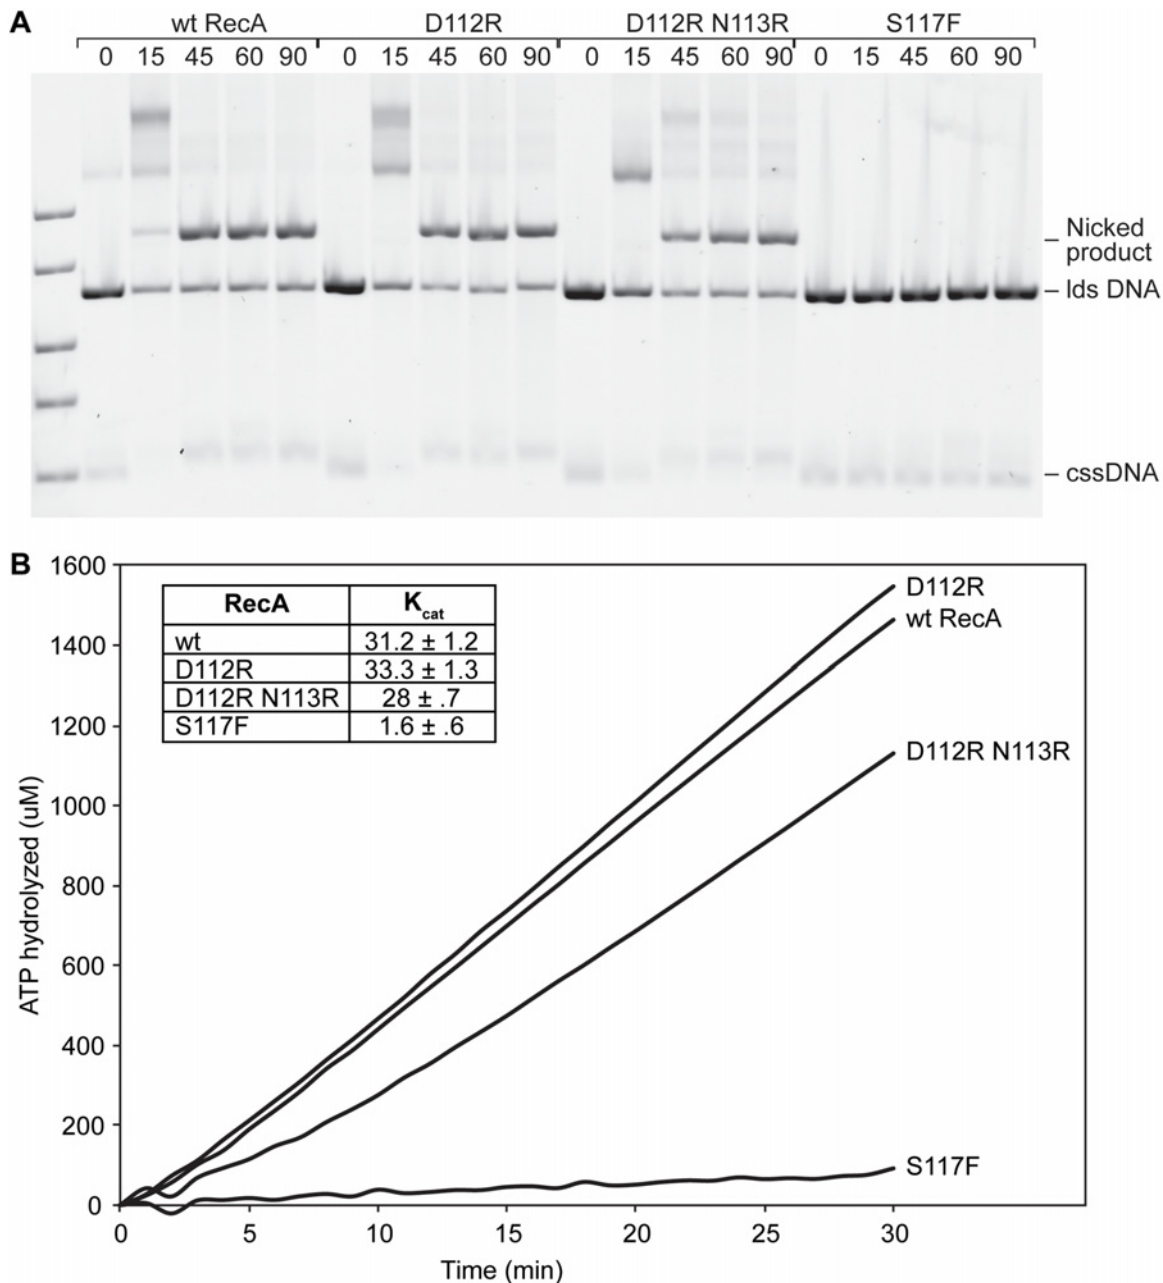 A
wt RecA D112R D112R N113R S117F
0 15 45 60 90 0 15 45 60 90 0 15 45 60 90 0 15 45 60 90
Nicked
product
lds DNA
cssDNA
B
1600
1400
1200
1000
800
600
400
200
0
ATP hydrolyzed (uM)
RecA Kcat
wt 31.2 ± 1.2
D112R 33.3 ± 1.3
D112R N113R 28 ± .7
S117F 1.6 ± .6
D112R
wt RecA
D112R N113R
S117F
0 5 10 15 20 25 30
Time (min)